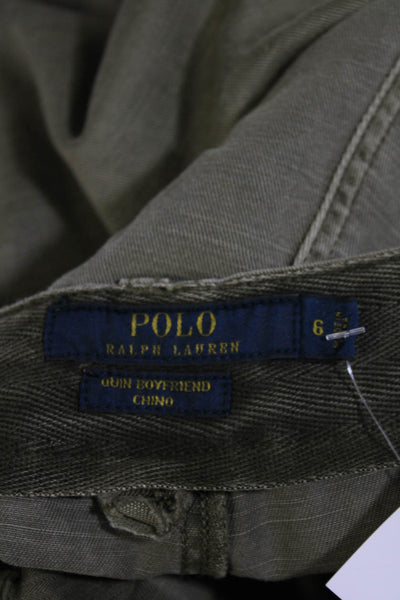 POLO
RALPH LAUREN
6
QUIN BOYFRIEND
CHINO